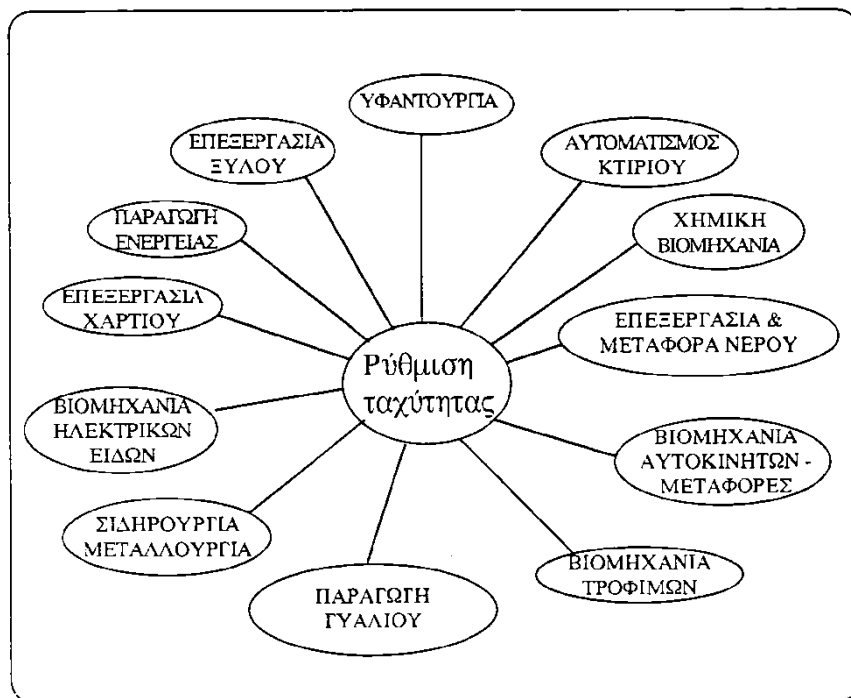 ΥΦΑΝΤΟΥΡΓΙΑ
ΕΠΕΞΕΡΓΑΣΙΑ
ΞΥΛΟΥ
ΑΥΤΟΜΑΤΙΣΜΟΣ
ΚΤΙΡΙΟΥ
ΠΑΡΑΓΩΓΗ
ΕΝΕΡΓΕΙΑΣ
ΧΗΜΙΚΗ
ΒΙΟΜΗΧΑΝΙΑ
ΕΠΕΞΕΡΓΑΣΙΑ
ΧΑΡΤΙΟΥ
ΕΠΕΞΕΡΓΑΣΙΑ &
ΜΕΤΑΦΟΡΑ ΝΕΡΟΥ
Ρύθμιση
ταχύτητας
ΒΙΟΜΗΧΑΝΙΑ
ΗΛΕΚΤΡΙΚΩΝ
ΕΙΔΩΝ
ΒΙΟΜΗΧΑΝΙΑ
ΑΥΤΟΚΙΝΗΤΩΝ -
ΜΕΤΑΦΟΡΕΣ
ΣΙΔΗΡΟΥΡΓΙΑ
ΜΕΤΑΛΛΟΥΡΓΙΑ
ΒΙΟΜΗΧΑΝΙΑ
ΤΡΟΦΙΜΩΝ
ΠΑΡΑΓΩΓΗ
ΓΥΑΛΙΟΥ